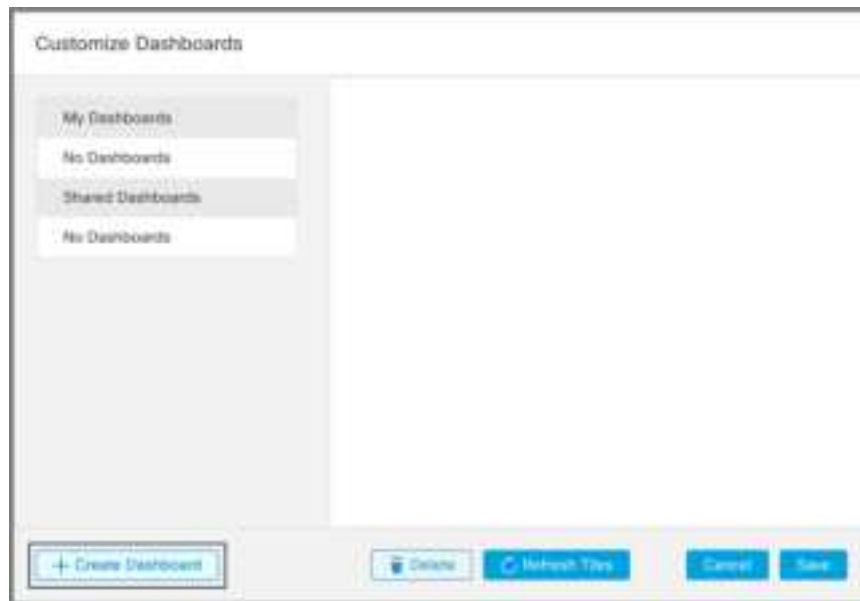 Customize Dashboards
My Dashboards
No Dashboards
Shared Dashboards
No Dashboards
+ Create Dashboard
Delete
Refresh Tiles
Cancel
Save